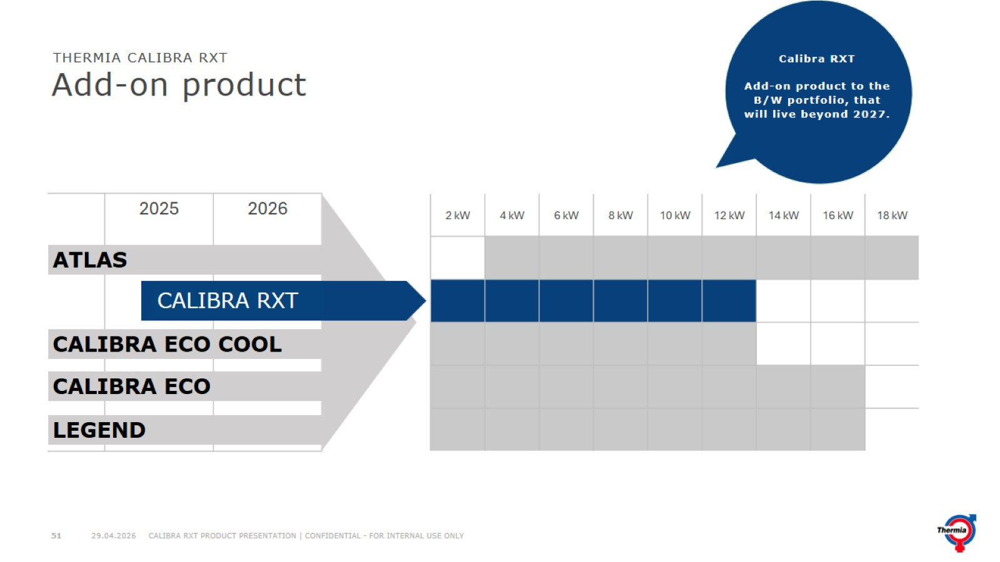 THERMIA CALIBRA RXT
Add-on product
Calibra RXT
Add-on product to the
B/W portfolio, that
will live beyond 2027.
2025 2026
2 kW 4 kW 6 kW 8 kW 10 kW 12 kW 14 kW 16 kW 18 kW
ATLAS
CALIBRA RXT
CALIBRA ECO COOL
CALIBRA ECO
LEGEND
51 29.04.2026 CALIBRA RXT PRODUCT PRESENTATION | CONFIDENTIAL - FOR INTERNAL USE ONLY
Thermia